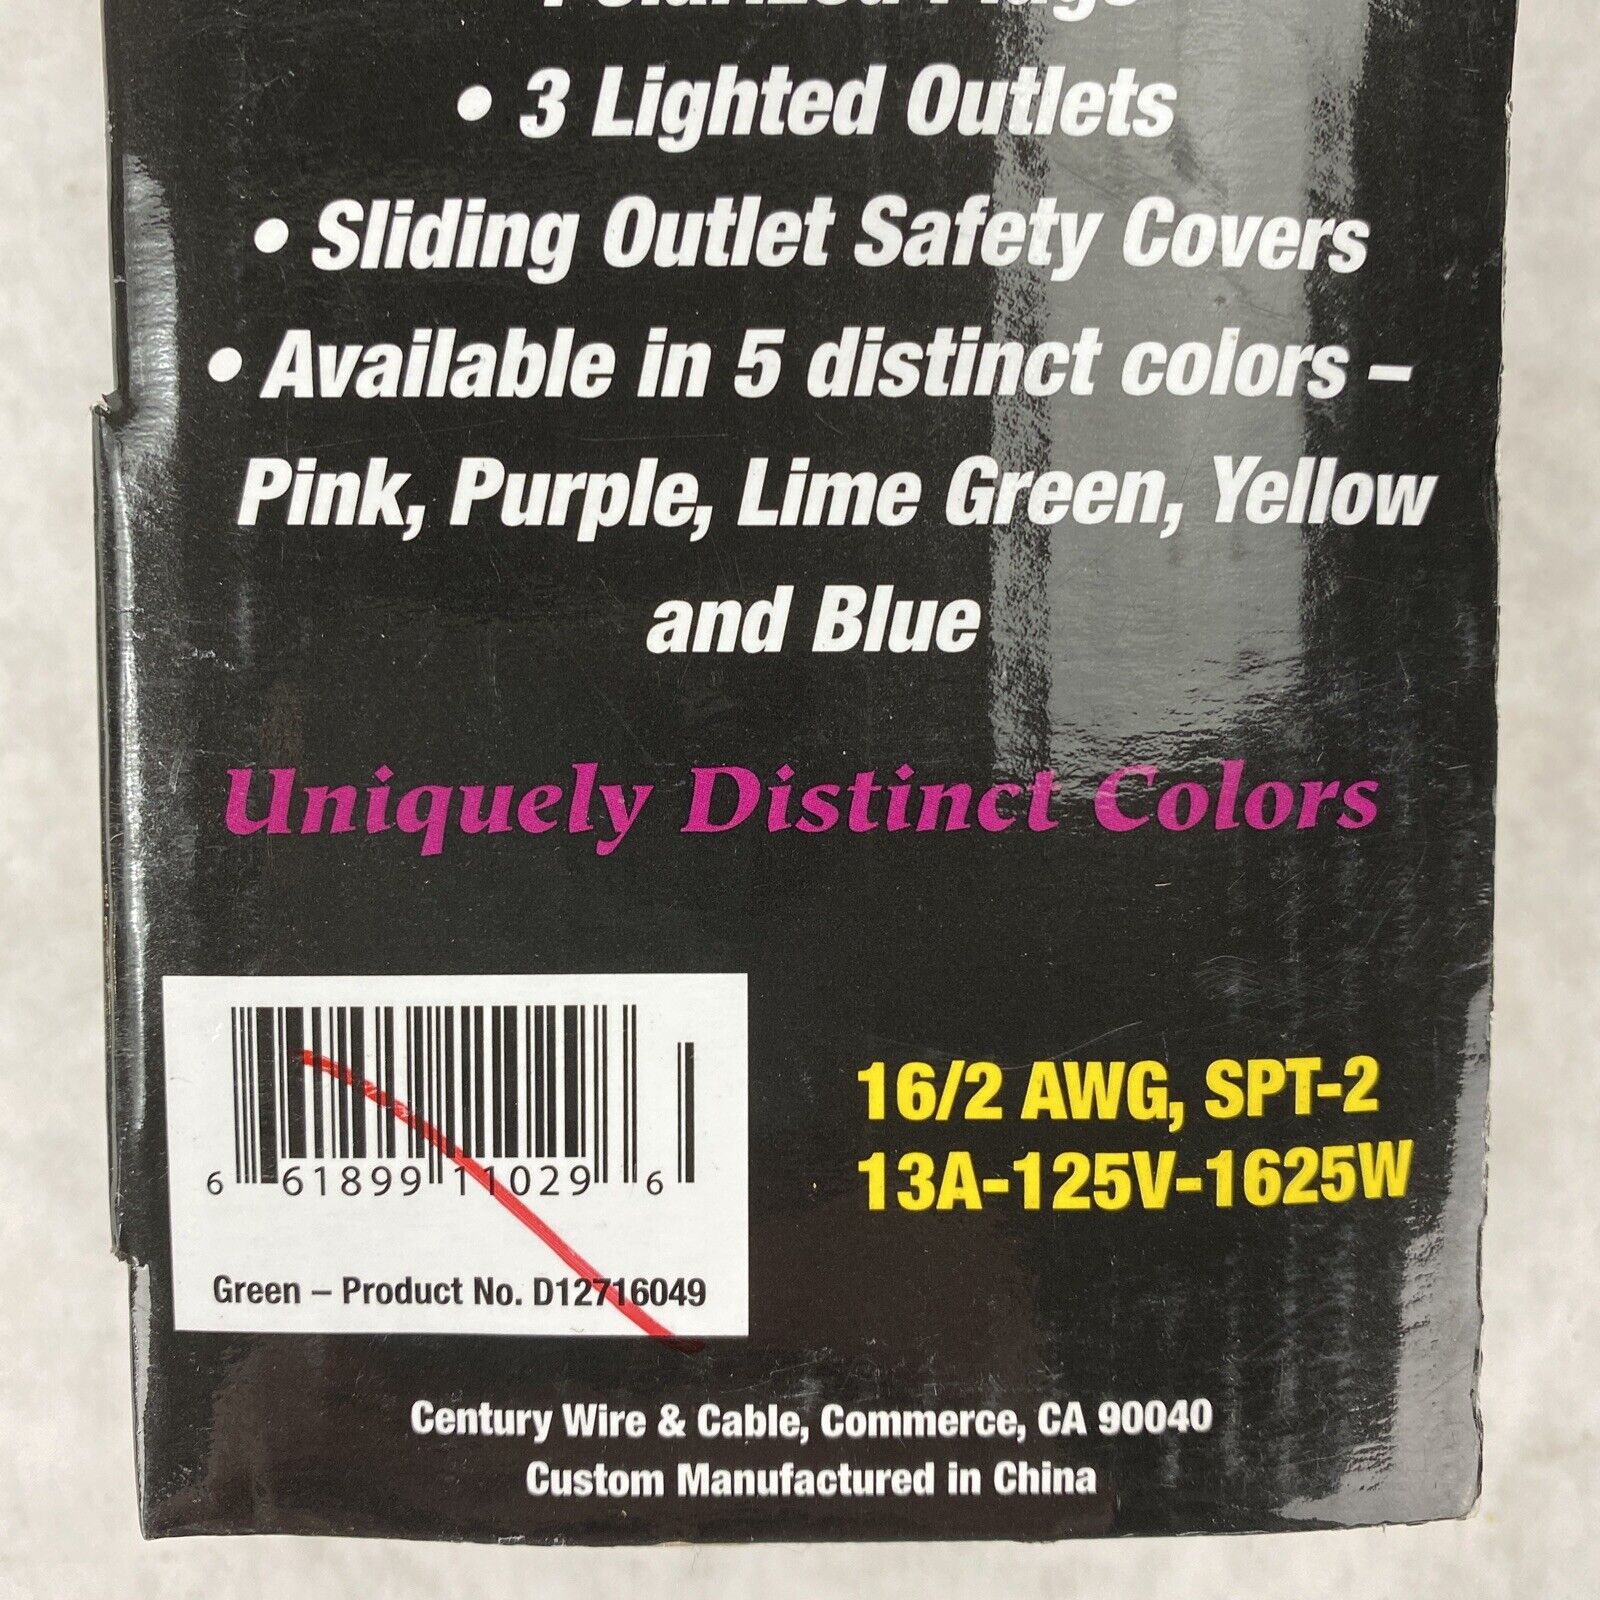 Polarized Plugs
• 3 Lighted Outlets
• Sliding Outlet Safety Covers
• Available in 5 distinct colors –
Pink, Purple, Lime Green, Yellow
and Blue
Uniquely Distinct Colors
6 61899 11029 6
Green – Product No. D12716049
16/2 AWG, SPT-2
13A-125V-1625W
Century Wire & Cable, Commerce, CA 90040
Custom Manufactured in China